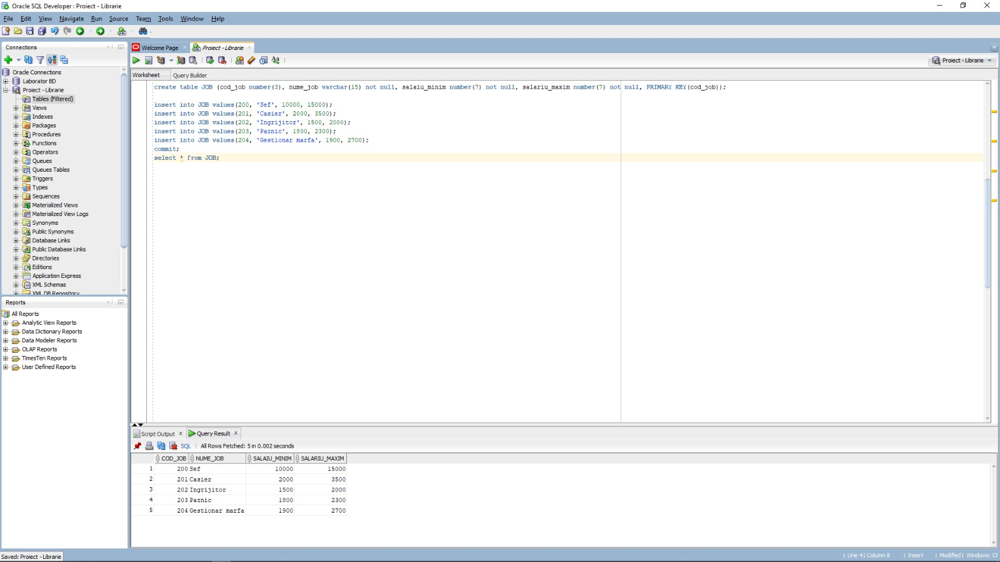 Oracle SQL Developer : Proiect - Librarie
File Edit View Navigate Run Source Team Tools Window Help
Connections
Oracle Connections
Laborator BD
Proiect - Librarie
Tables (Filtered)
Views
Indexes
Packages
Procedures
Functions
Operators
Queues
Queues Tables
Triggers
Types
Sequences
Materialized Views
Materialized View Logs
Synonyms
Public Synonyms
Database Links
Public Database Links
Directories
Editions
Application Express
XML Schemas
XML DB Repository
Reports
All Reports
Analytic View Reports
Data Dictionary Reports
Data Modeler Reports
OLAP Reports
TimesTen Reports
User Defined Reports
Welcome Page Proiect - Librarie
Proiect - Librarie
Worksheet Query Builder
create table JOB (cod_job number(3), nume_job varchar(15) not null, salaiu_minim number(7) not null, salariu_maxim number(7) not null, PRIMARY KEY(cod_job));
insert into JOB values(200, 'Sef', 10000, 15000);
insert into JOB values(201, 'Casier', 2000, 3500);
insert into JOB values(202, 'Ingrijitor', 1500, 2000);
insert into JOB values(203, 'Paznic', 1800, 2300);
insert into JOB values(204, 'Gestionar marfa', 1900, 2700);
commit;
select * from JOB;
Script Output Query Result
SQL All Rows Fetched: 5 in 0.002 seconds
COD_JOB NUME_JOB SALAIU_MINIM SALARIU_MAXIM
1 200 Sef 10000 15000
2 201 Casier 2000 3500
3 202 Ingrijitor 1500 2000
4 203 Paznic 1800 2300
5 204 Gestionar marfa 1900 2700
Saved: Proiect - Librarie
Line 41 Column 8 Insert Modified Windows: